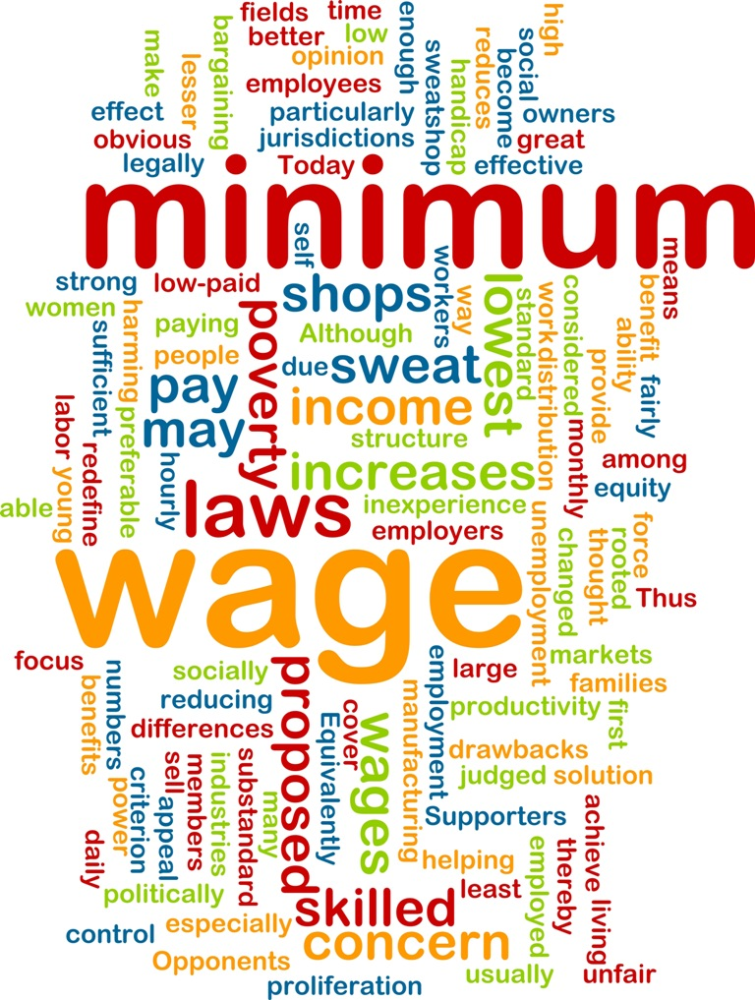 fields
time
better
low
opinion
employees
enough
high
make
lesser
bargaining
sweatshop
handicap
reduces
become
social
effect
particularly
owners
obvious
jurisdictions
great
legally
Today
effective
minimum
self
means
strong
low-paid
shops
workers
way
lowest
standard
work
considered
benefit
women
harming
sufficient
paying
Although
poverty
people
due
sweat
distribution
provide
ability
fairly
pay
income
labor
redefine
preferable
may
structure
monthly
among
hourly
increases
equity
able
young
laws
inexperience
employers
unemployment
changed
thought
rooted
force
wage
Thus
focus
numbers
benefits
socially
proposed
employment
large
markets
families
reducing
cover
Equivalently
wages
manufacturing
productivity
first
differences
drawbacks
judged
solution
criterion
power
appeal
sell
members
industries
substandard
many
Supporters
achieve
daily
helping
employed
thereby
politically
least
living
skilled
control
especially
concern
Opponents
usually
unfair
proliferation